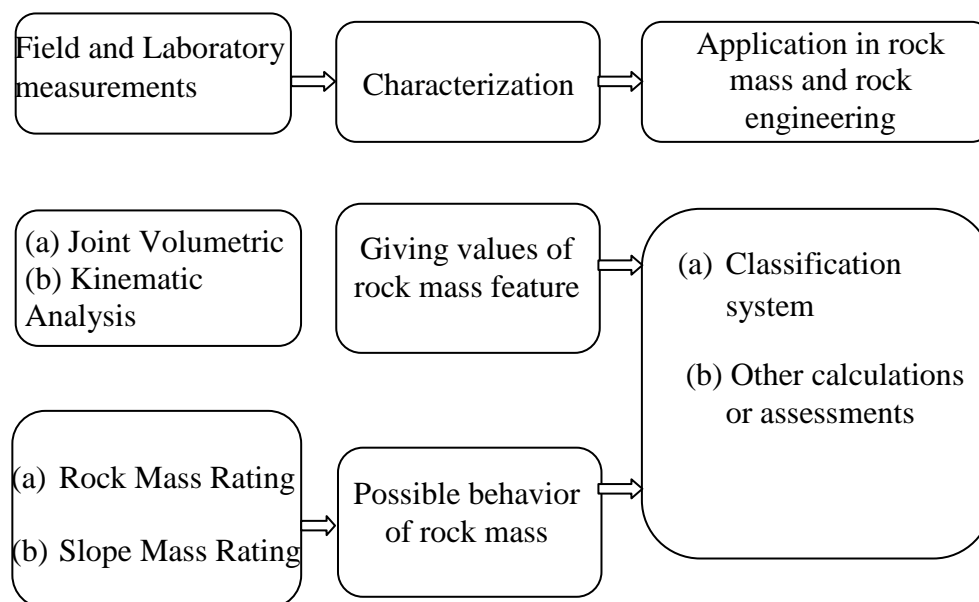 Field and Laboratory
measurements
Characterization
Application in rock
mass and rock
engineering
(a) Joint Volumetric
(b) Kinematic
Analysis
Giving values of
rock mass feature
(a) Classification
system
(b) Other calculations
or assessments
(a) Rock Mass Rating
(b) Slope Mass Rating
Possible behavior
of rock mass